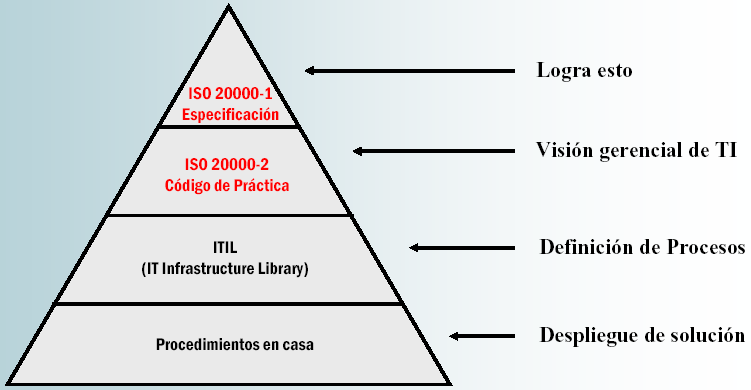 ISO 20000-1
Especificación
Logra esto
ISO 20000-2
Código de Práctica
Visión gerencial de TI
ITIL
(IT Infrastructure Library)
Definición de Procesos
Procedimientos en casa
Despliegue de solución